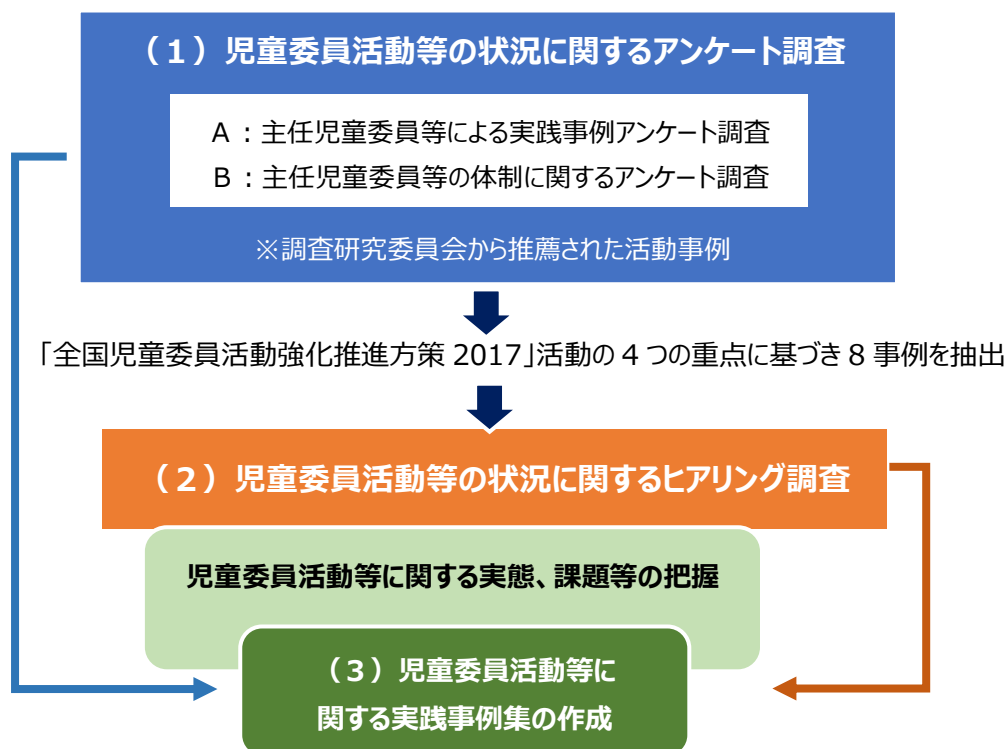 （１）児童委員活動等の状況に関するアンケート調査
Ａ：主任児童委員等による実践事例アンケート調査
Ｂ：主任児童委員等の体制に関するアンケート調査
※調査研究委員会から推薦された活動事例
「全国児童委員活動強化推進方策 2017」活動の 4 つの重点に基づき 8 事例を抽出
（２）児童委員活動等の状況に関するヒアリング調査
児童委員活動等に関する実態、課題等の把握
（３）児童委員活動等に
関する実践事例集の作成